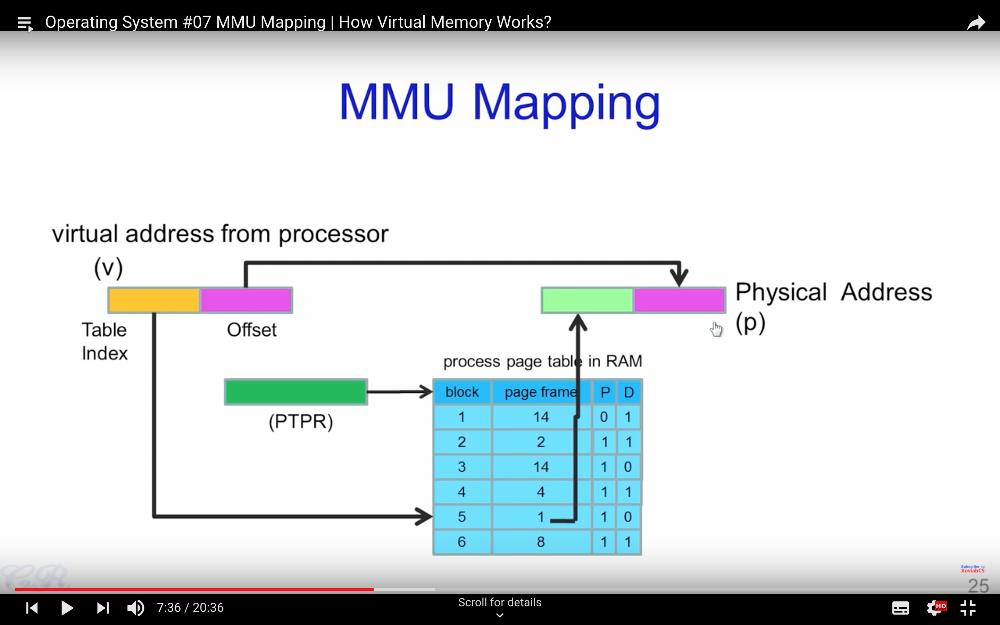 Operating System #07 MMU Mapping | How Virtual Memory Works?
MMU Mapping
virtual address from processor
(v)
Physical Address
(p)
Table
Index
Offset
process page table in RAM
(PTPR)
block page frame P D
1 14 0 1
2 2 1 1
3 14 1 0
4 4 1 1
5 1 1 0
6 8 1 1
Subscribe to
XoviabCS
25
7:36 / 20:36
Scroll for details
HD